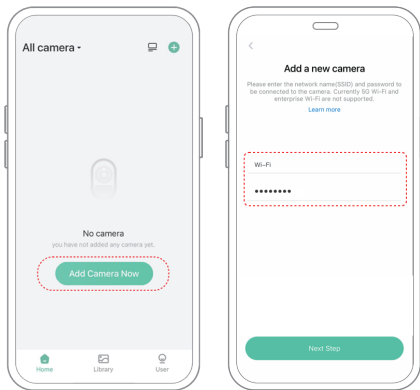 All camera
No camera
you have not added any camera yet.
Add Camera Now
Home
Library
User
Add a new camera
Please enter the network name(SSID) and password to
be connected to the camera. Currently 5G Wi-Fi and
enterprise Wi-Fi are not supported.
Learn more
Wi-Fi
••••••••
Next Step